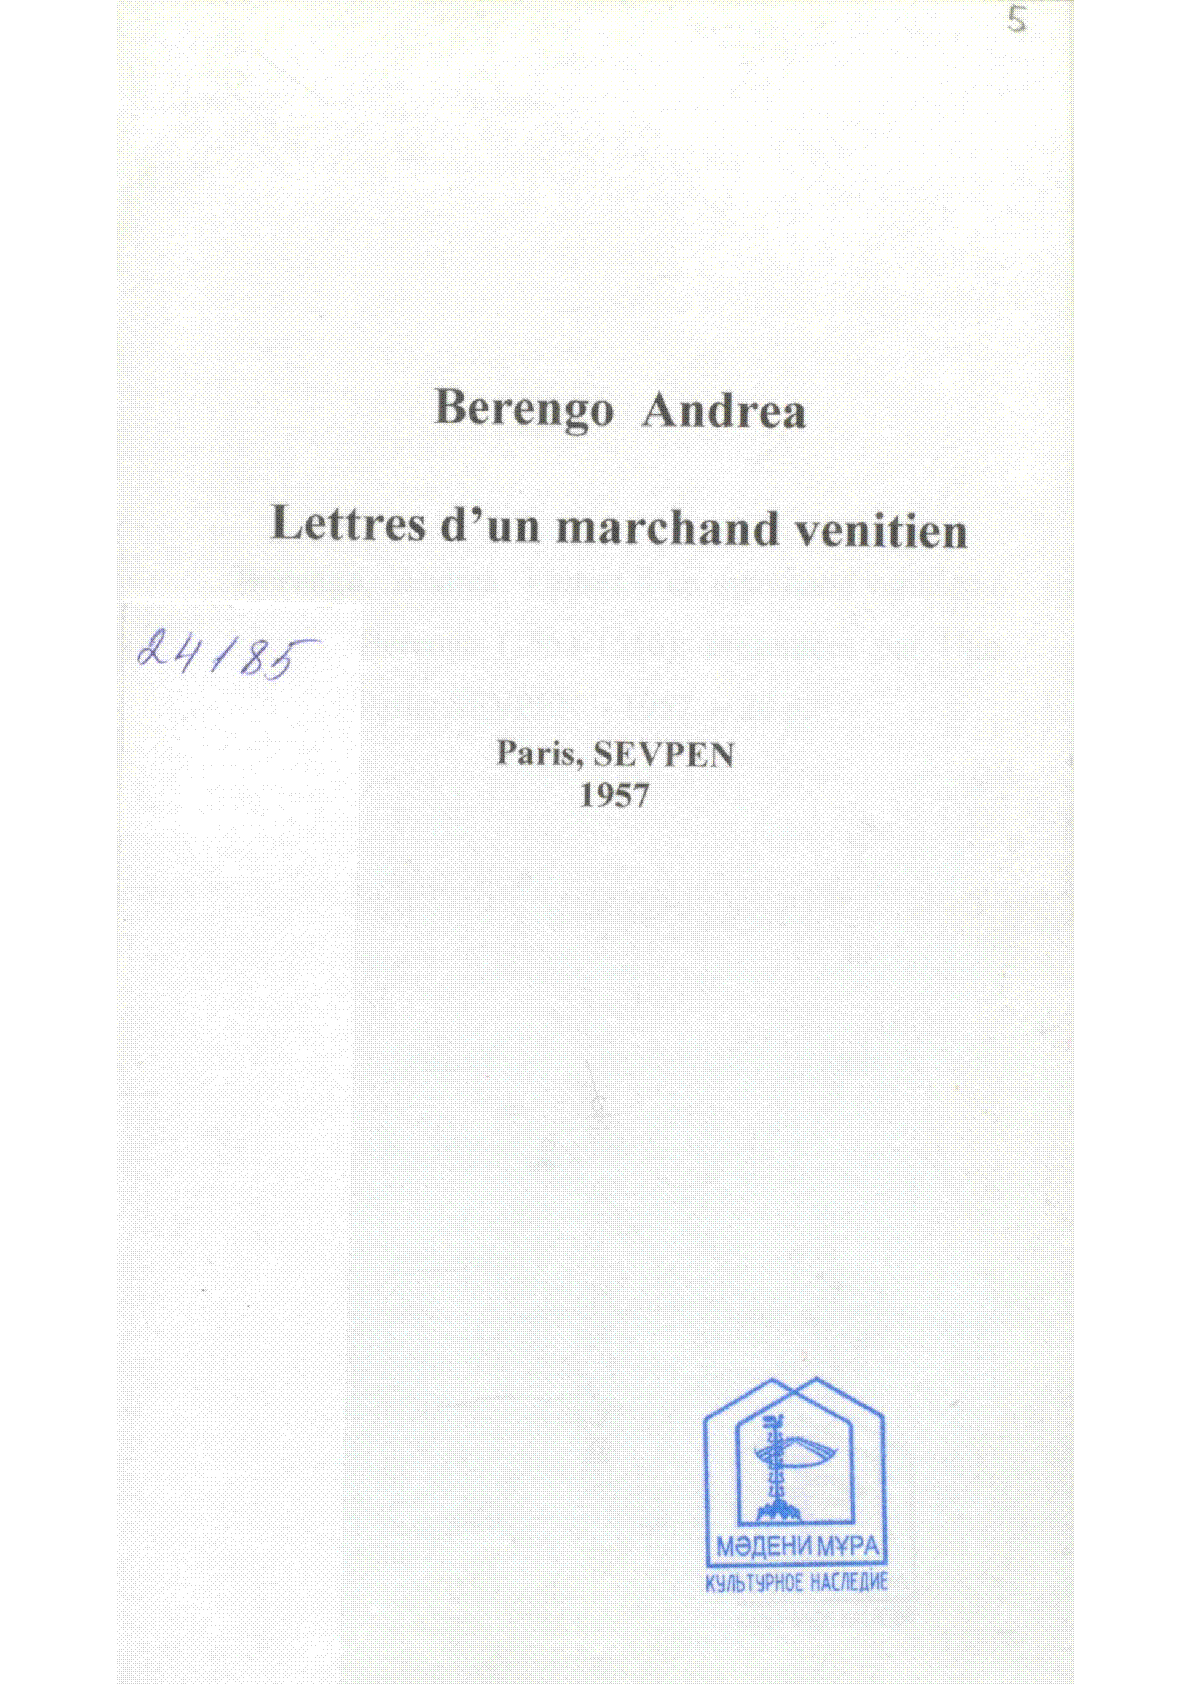 5
Berengo Andrea
Lettres d’un marchand venitien
24185
Paris, SEVPEN
1957
МӘДЕНИ МҰРА
КУЛЬТУРНОЕ НАСЛЕДИЕ